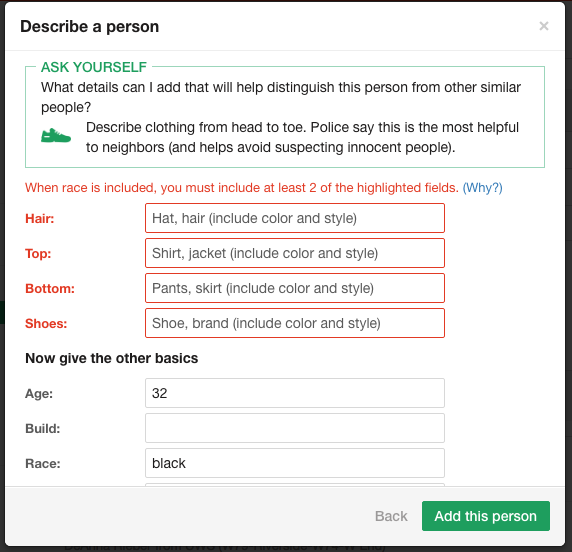 Describe a person
×
ASK YOURSELF
What details can I add that will help distinguish this person from other similar
people?
Describe clothing from head to toe. Police say this is the most helpful
to neighbors (and helps avoid suspecting innocent people).
When race is included, you must include at least 2 of the highlighted fields. (Why?)
Hair: Hat, hair (include color and style)
Top: Shirt, jacket (include color and style)
Bottom: Pants, skirt (include color and style)
Shoes: Shoe, brand (include color and style)
Now give the other basics
Age: 32
Build:
Race: black
Back Add this person